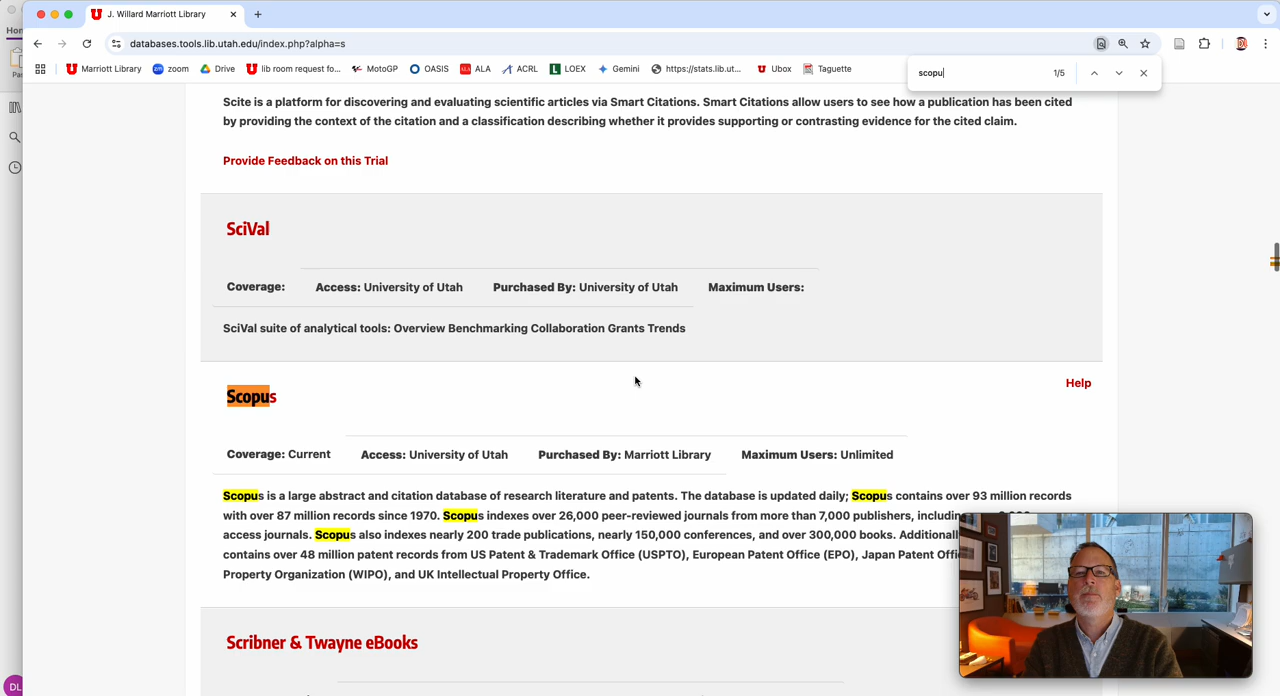 J. Willard Marriott Library
databases.tools.lib.utah.edu/index.php?alpha=s
Hom
Marriott Library zoom Drive lib room request fo... MotoGP OASIS ALA ACRL LOEX Gemini https://stats.lib.ut... Ubox Taguette
scopu 1/5
Pas
Scite is a platform for discovering and evaluating scientific articles via Smart Citations. Smart Citations allow users to see how a publication has been cited
by providing the context of the citation and a classification describing whether it provides supporting or contrasting evidence for the cited claim.
Provide Feedback on this Trial
SciVal
Coverage: Access: University of Utah Purchased By: University of Utah Maximum Users:
SciVal suite of analytical tools: Overview Benchmarking Collaboration Grants Trends
Help
Scopus
Coverage: Current Access: University of Utah Purchased By: Marriott Library Maximum Users: Unlimited
Scopus is a large abstract and citation database of research literature and patents. The database is updated daily; Scopus contains over 93 million records
with over 87 million records since 1970. Scopus indexes over 26,000 peer-reviewed journals from more than 7,000 publishers,
access journals. Scopus also indexes nearly 200 trade publications, nearly 150,000 conferences, and over 300,000 books.
contains over 48 million patent records from US Patent & Trademark Office (USPTO), European Patent Office (EPO), Japan Patent
Property Organization (WIPO), and UK Intellectual Property Office.
Scribner & Twayne eBooks
DL